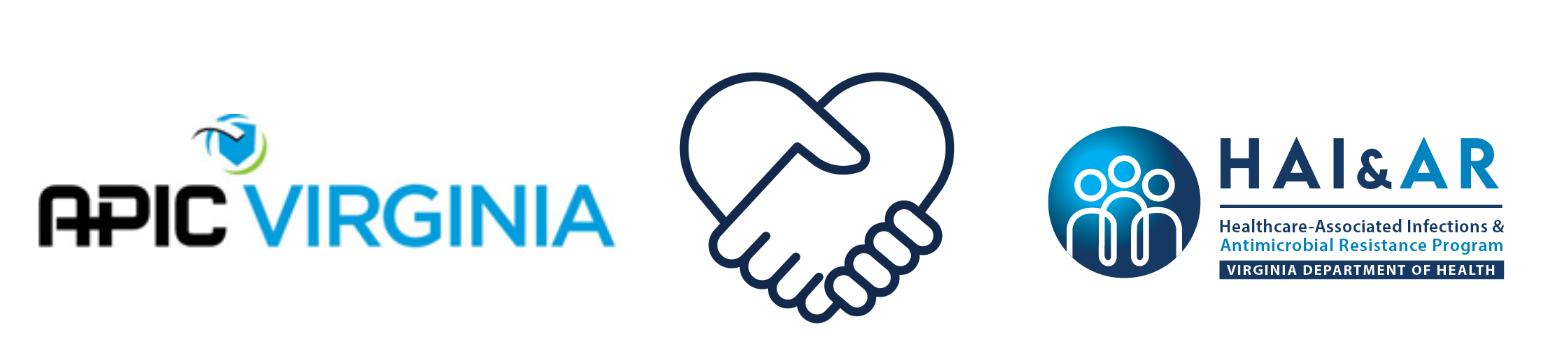 APIC VIRGINIA
HAI&AR
Healthcare-Associated Infections &
Antimicrobial Resistance Program
VIRGINIA DEPARTMENT OF HEALTH